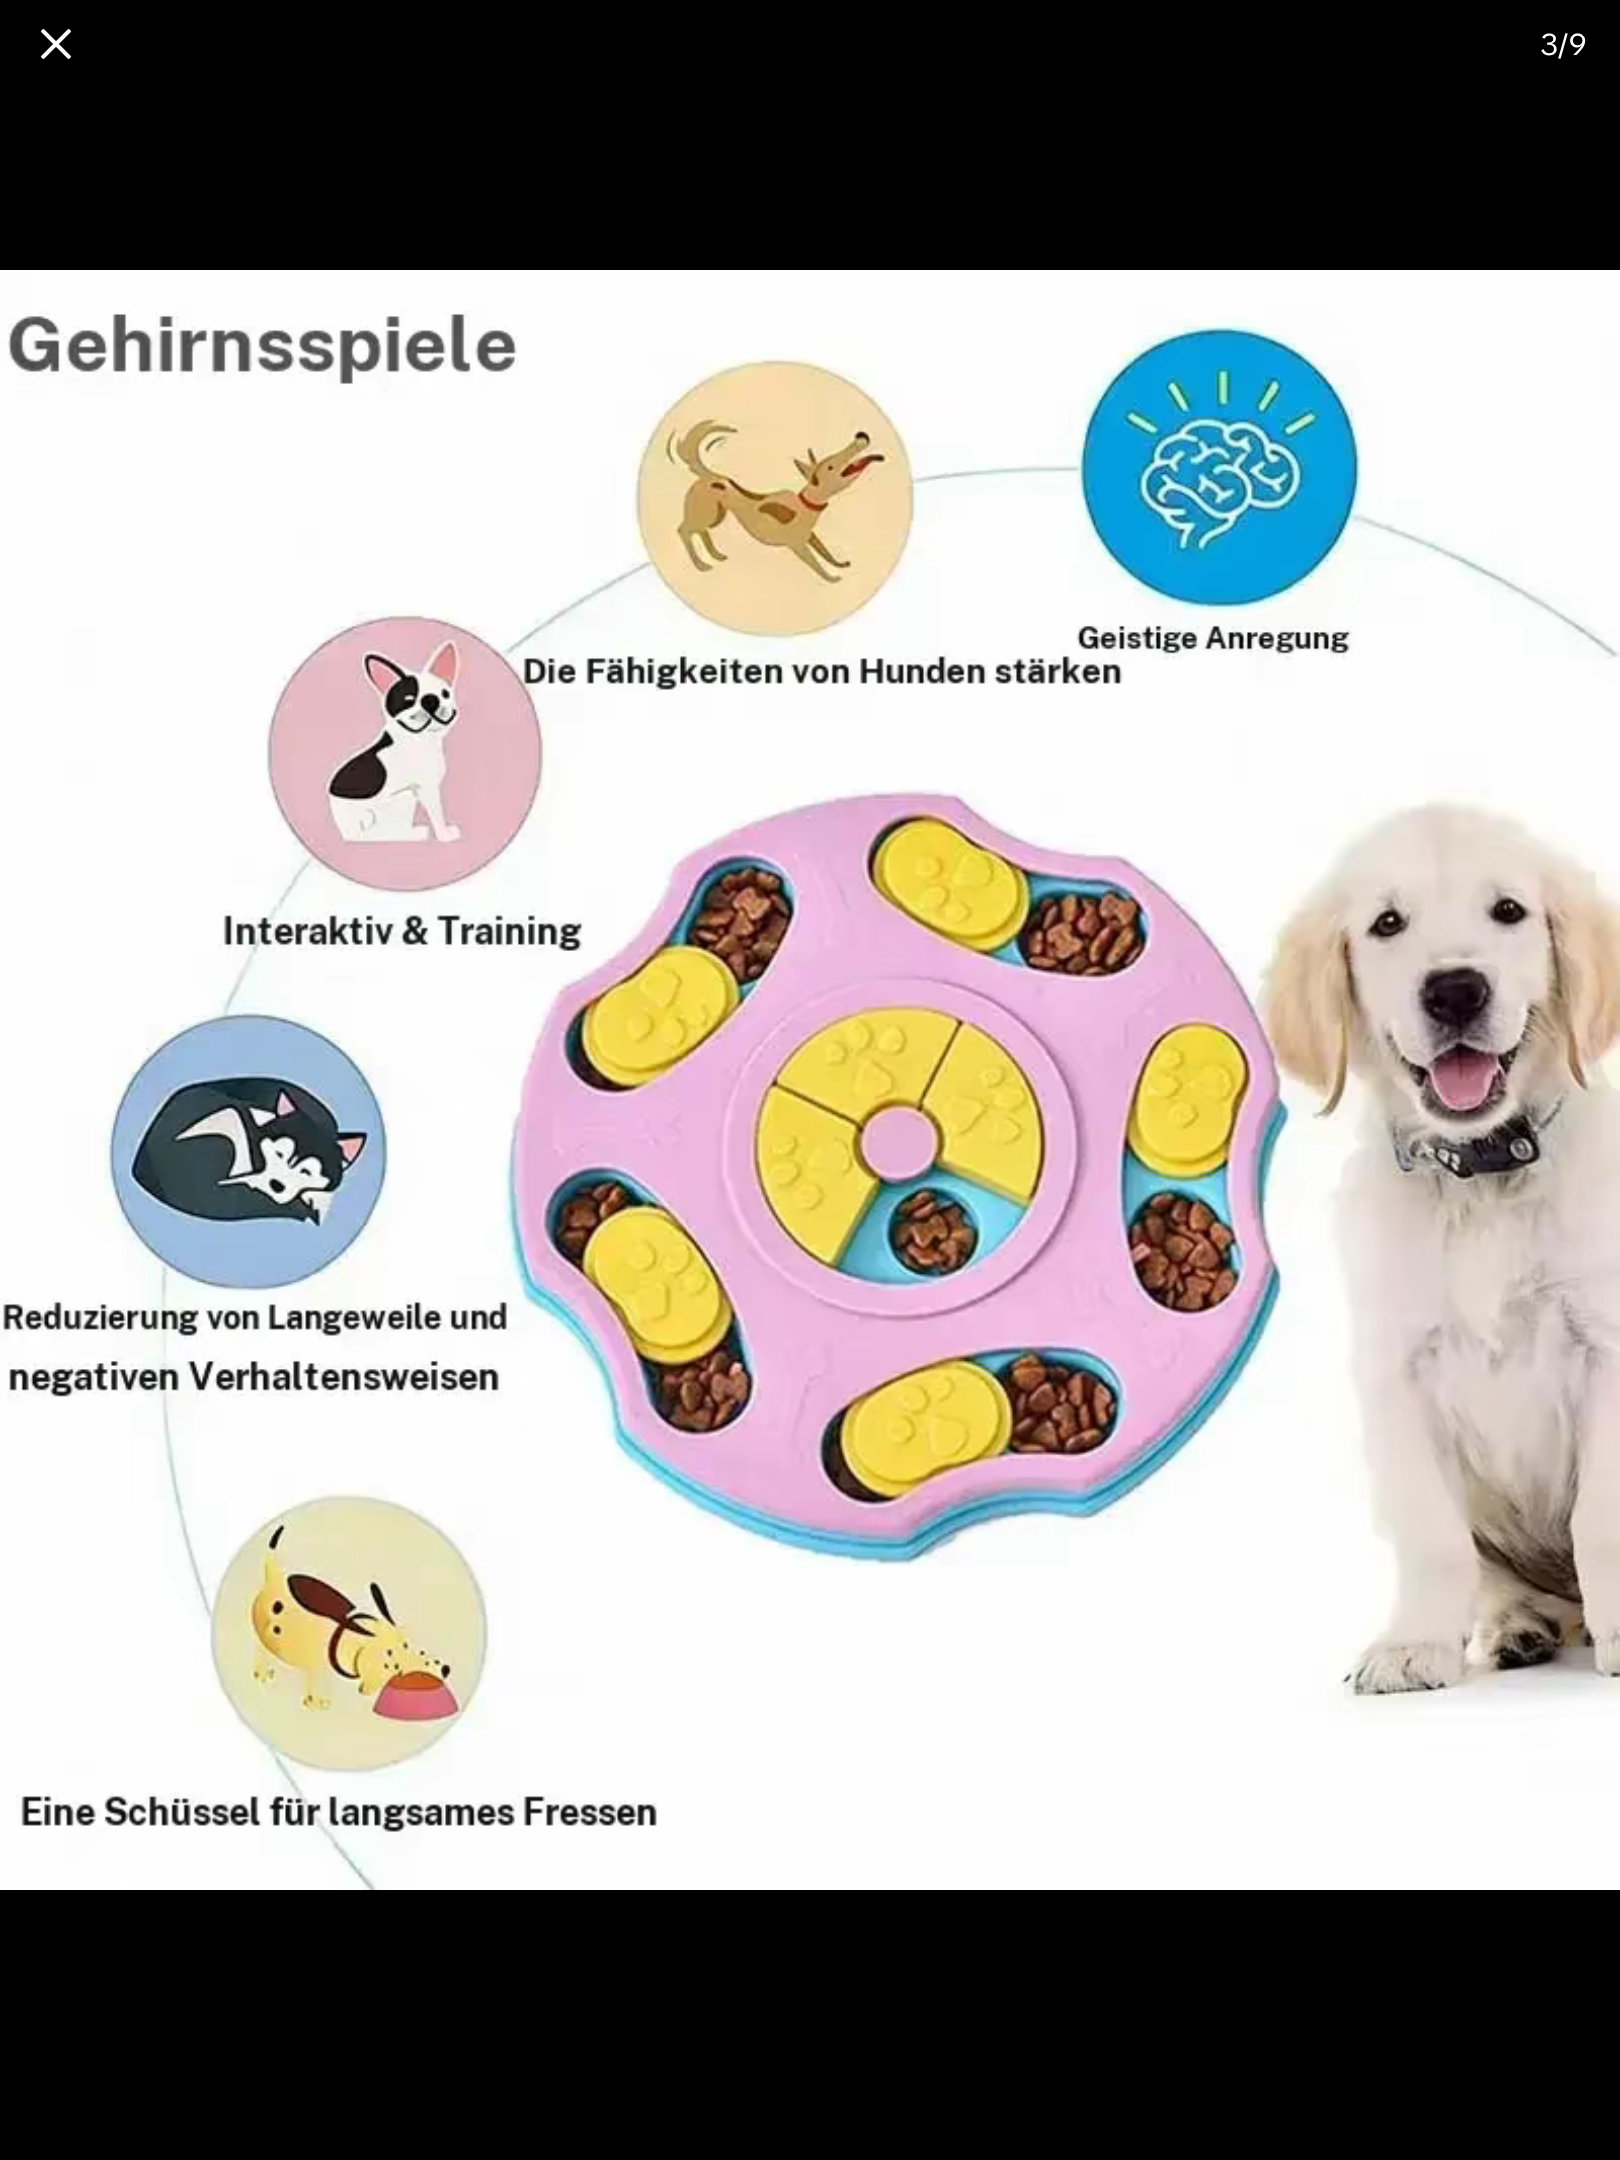 3/9
Gehirnsspiele
Geistige Anregung
Die Fähigkeiten von Hunden stärken
Interaktiv & Training
Reduzierung von Langeweile und
negativen Verhaltensweisen
Eine Schüssel für langsames Fressen